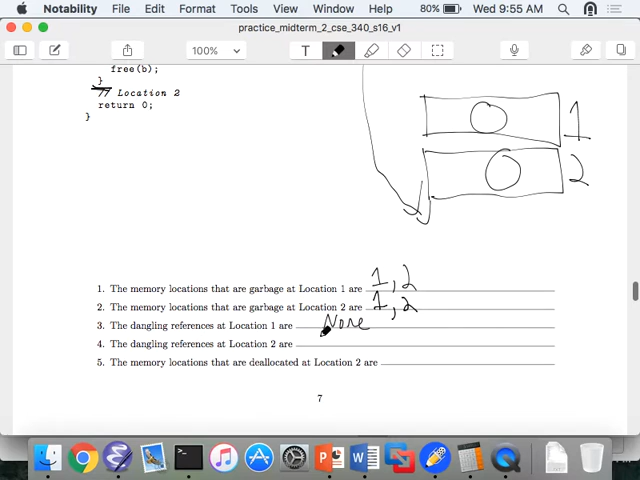 Notability File Edit Format Tools View Window Help 80% Wed 9:55 AM
practice_midterm_2_cse_340_s16_v1
100% T
free(b);
}
// Location 2
return 0;
}
1
2
1. The memory locations that are garbage at Location 1 are 1,2
2. The memory locations that are garbage at Location 2 are 1,2
3. The dangling references at Location 1 are None
4. The dangling references at Location 2 are
5. The memory locations that are deallocated at Location 2 are
7